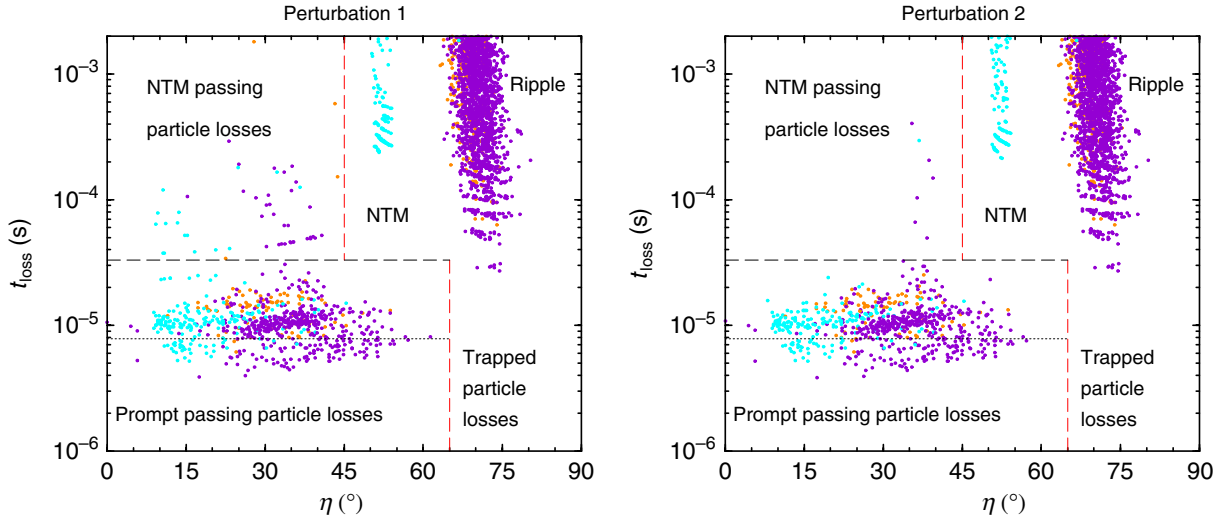 Perturbation 1
10⁻³
10⁻⁴
10⁻⁵
10⁻⁶
t_loss (s)
NTM passing
particle losses
Ripple
NTM
Trapped
particle
losses
Prompt passing particle losses
0 15 30 45 60 75 90
η (°)
Perturbation 2
10⁻³
10⁻⁴
10⁻⁵
10⁻⁶
t_loss (s)
NTM passing
particle losses
Ripple
NTM
Trapped
particle
losses
Prompt passing particle losses
0 15 30 45 60 75 90
η (°)